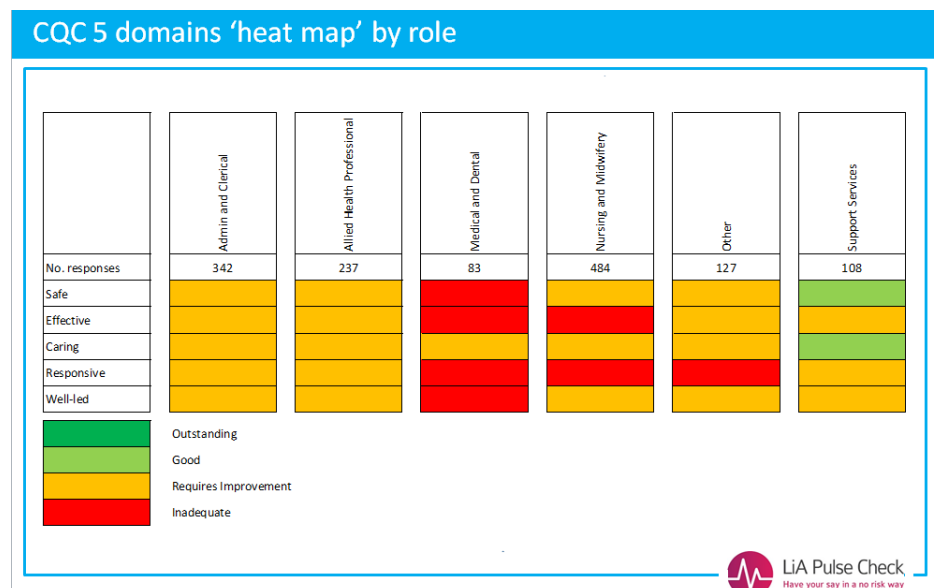 CQC 5 domains ‘heat map’ by role
Admin and Clerical
Allied Health Professional
Medical and Dental
Nursing and Midwifery
Other
Support Services
No. responses 342 237 83 484 127 108
Safe
Effective
Caring
Responsive
Well-led
Outstanding
Good
Requires Improvement
Inadequate
LiA Pulse Check
Have your say in a no risk way